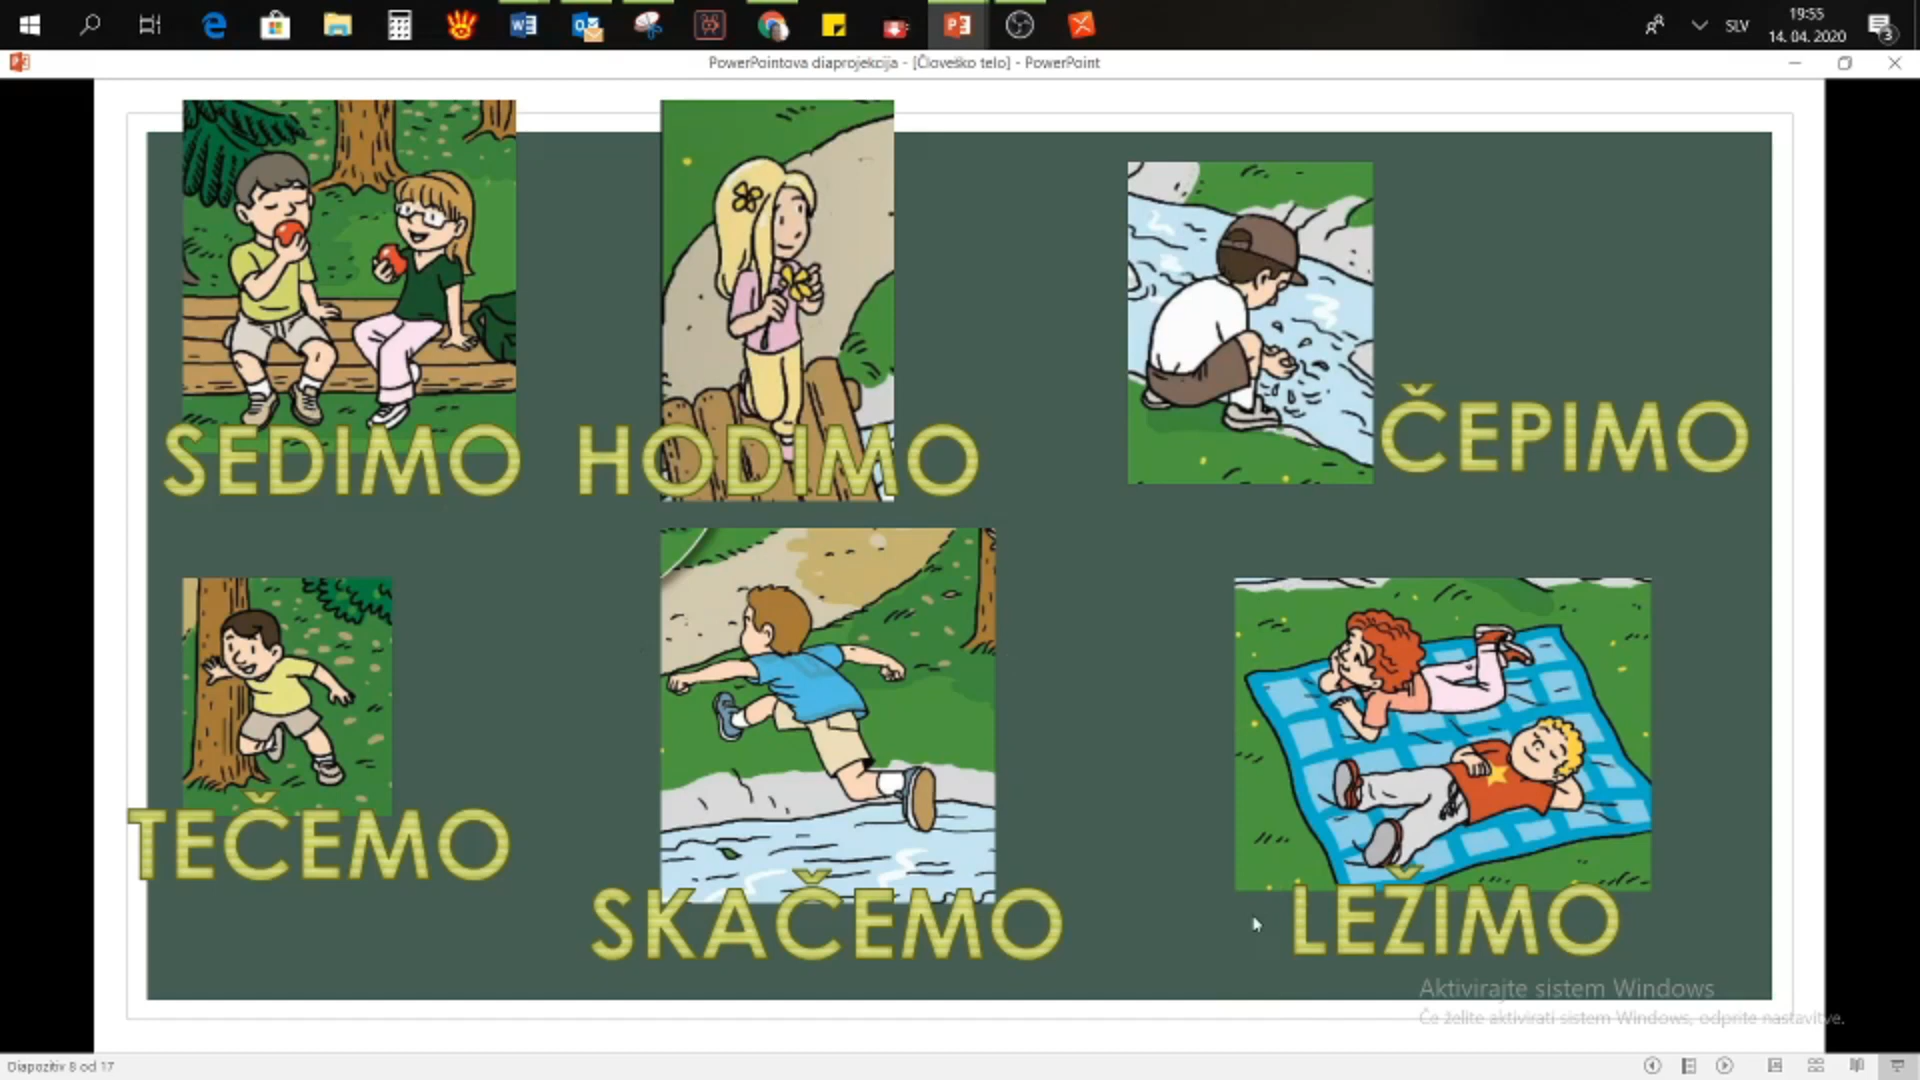 SLV
19:55
14. 04. 2020
3
PowerPointova diaprojekcija - [Človeško telo] - PowerPoint
SEDIMO
HODIMO
ČEPIMO
TEČEMO
SKAČEMO
LEŽIMO
Aktivirajte sistem Windows
Če želite aktivirati sistem Windows, odprite nastavitve.
Diapozitiv 8 od 17